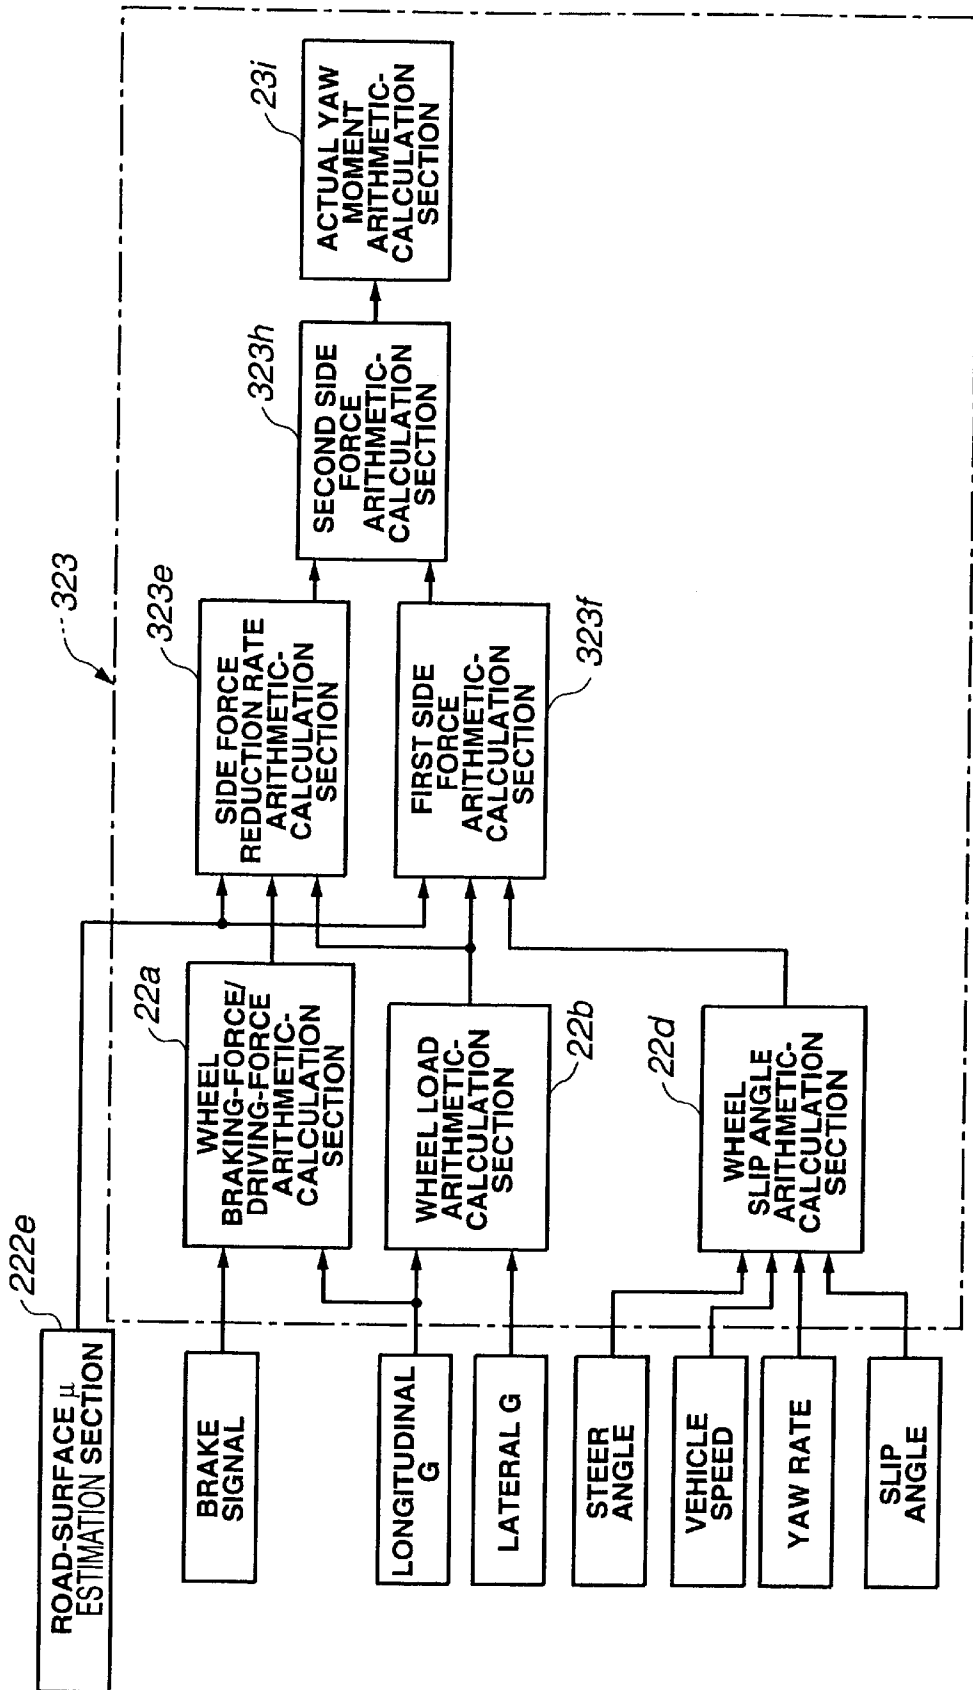 222e
ROAD-SURFACE μ
ESTIMATION SECTION
323
BRAKE
SIGNAL
LONGITUDINAL
G
LATERAL G
STEER
ANGLE
VEHICLE
SPEED
YAW RATE
SLIP
ANGLE
22a
WHEEL
BRAKING-FORCE/
DRIVING-FORCE
ARITHMETIC-
CALCULATION
SECTION
22b
WHEEL LOAD
ARITHMETIC-
CALCULATION
SECTION
22d
WHEEL
SLIP ANGLE
ARITHMETIC-
CALCULATION
SECTION
323e
SIDE FORCE
REDUCTION RATE
ARITHMETIC-
CALCULATION
SECTION
323f
FIRST SIDE
FORCE
ARITHMETIC-
CALCULATION
SECTION
323h
SECOND SIDE
FORCE
ARITHMETIC-
CALCULATION
SECTION
23i
ACTUAL YAW
MOMENT
ARITHMETIC-
CALCULATION
SECTION